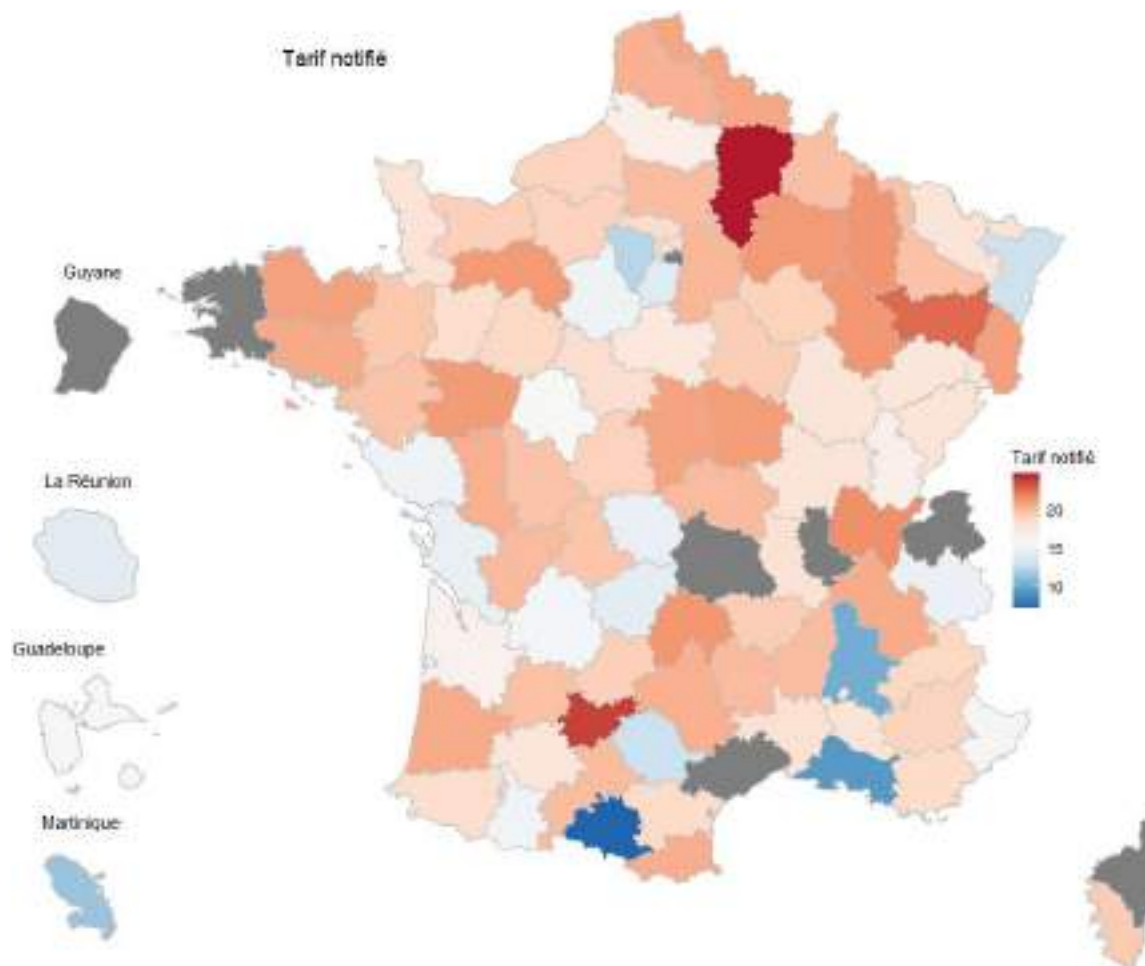 Tarif notifié
Guyane
La Réunion
Guadeloupe
Martinique
Tarif notifié
20
15
10